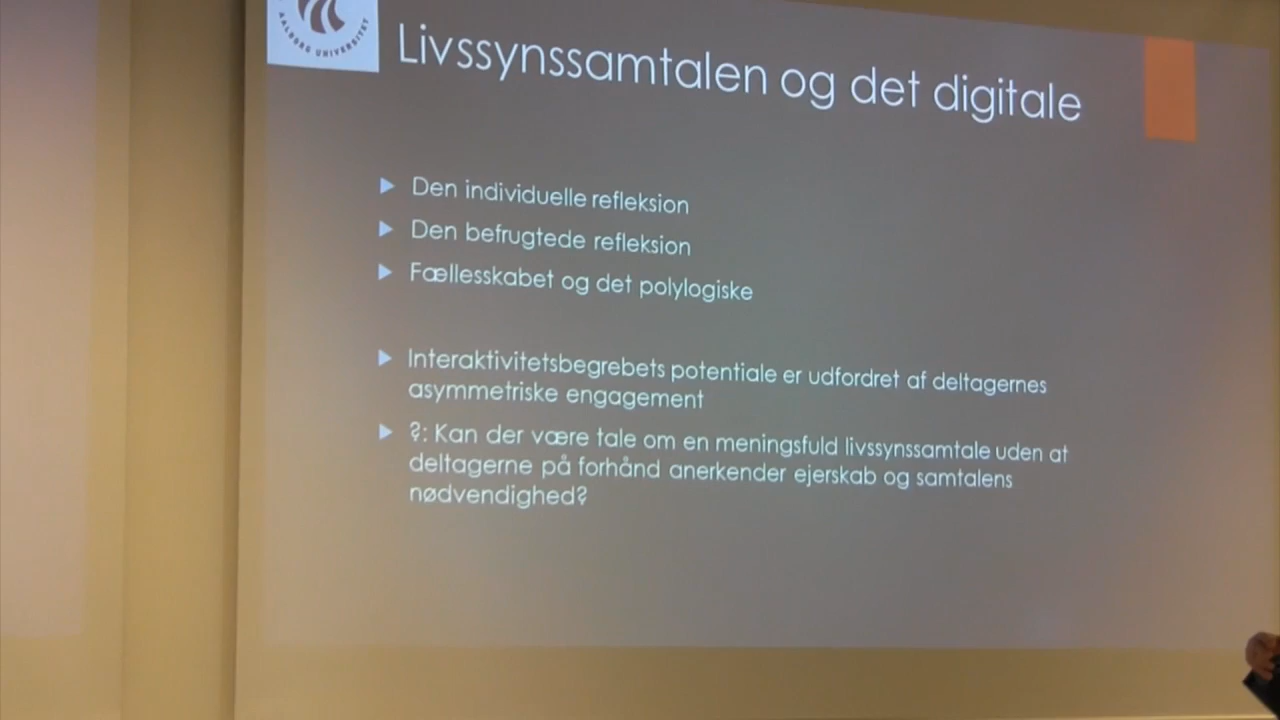 AALBORG UNIVERSITET
Livssynssamtalen og det digitale
Den individuelle refleksion
Den befrugtede refleksion
Fællesskabet og det polylogiske
Interaktivitetsbegrebets potentiale er udfordret af deltagernes
asymmetriske engagement
?: Kan der være tale om en meningsfuld livssynssamtale uden at
deltagerne på forhånd anerkender ejerskab og samtalens
nødvendighed?